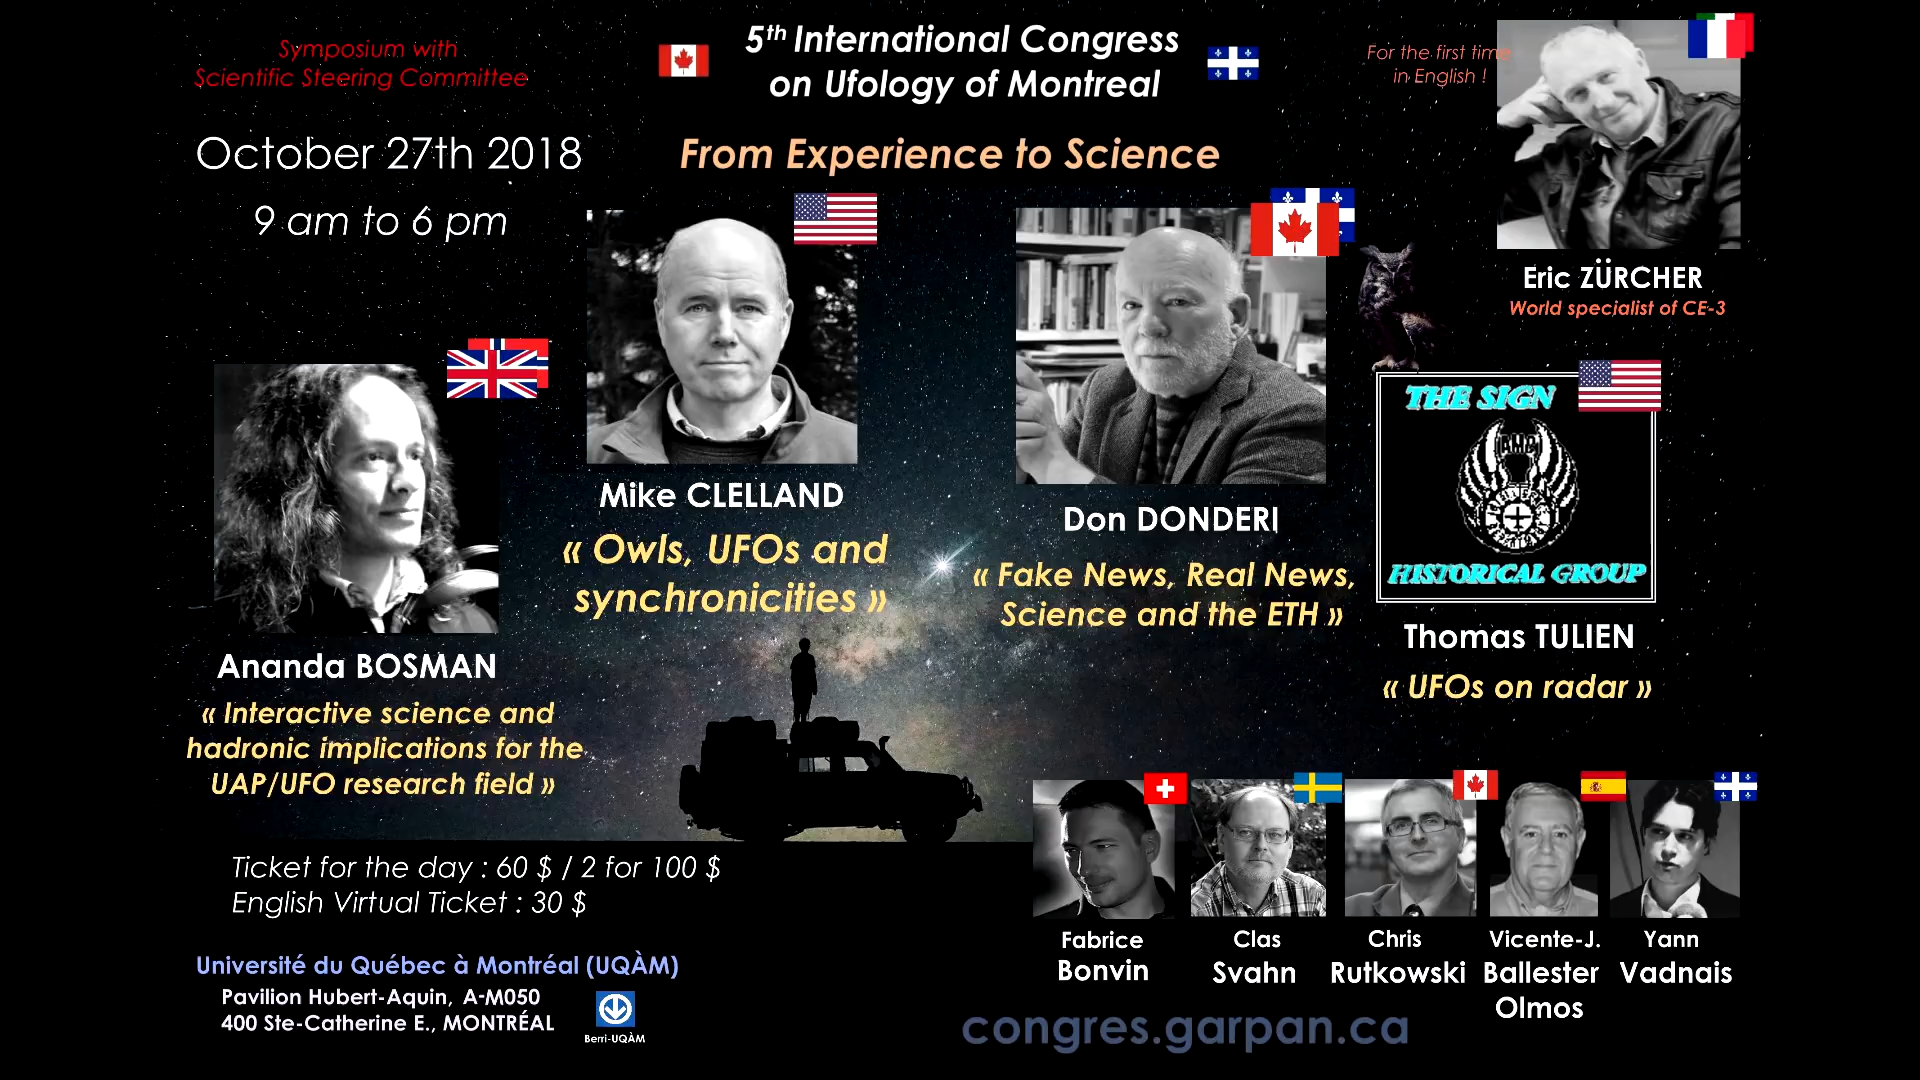 Symposium with
Scientific Steering Committee
5th International Congress
on Ufology of Montreal
For the first time
in English !
October 27th 2018
9 am to 6 pm
From Experience to Science
Eric ZÜRCHER
World specialist of CE-3
Mike CLELLAND
« Owls, UFOs and
synchronicities »
Don DONDERI
« Fake News, Real News,
Science and the ETH »
THE SIGN
HISTORICAL GROUP
Thomas TULIEN
« UFOs on radar »
Ananda BOSMAN
« Interactive science and
hadronic implications for the
UAP/UFO research field »
Ticket for the day : 60 $ / 2 for 100 $
English Virtual Ticket : 30 $
Université du Québec à Montréal (UQÀM)
Pavilion Hubert-Aquin, A-M050
400 Ste-Catherine E., MONTRÉAL
Berri-UQÀM
Fabrice
Bonvin
Clas
Svahn
Chris
Rutkowski
Vicente-J.
Ballester
Olmos
Yann
Vadnais
congres.garpan.ca